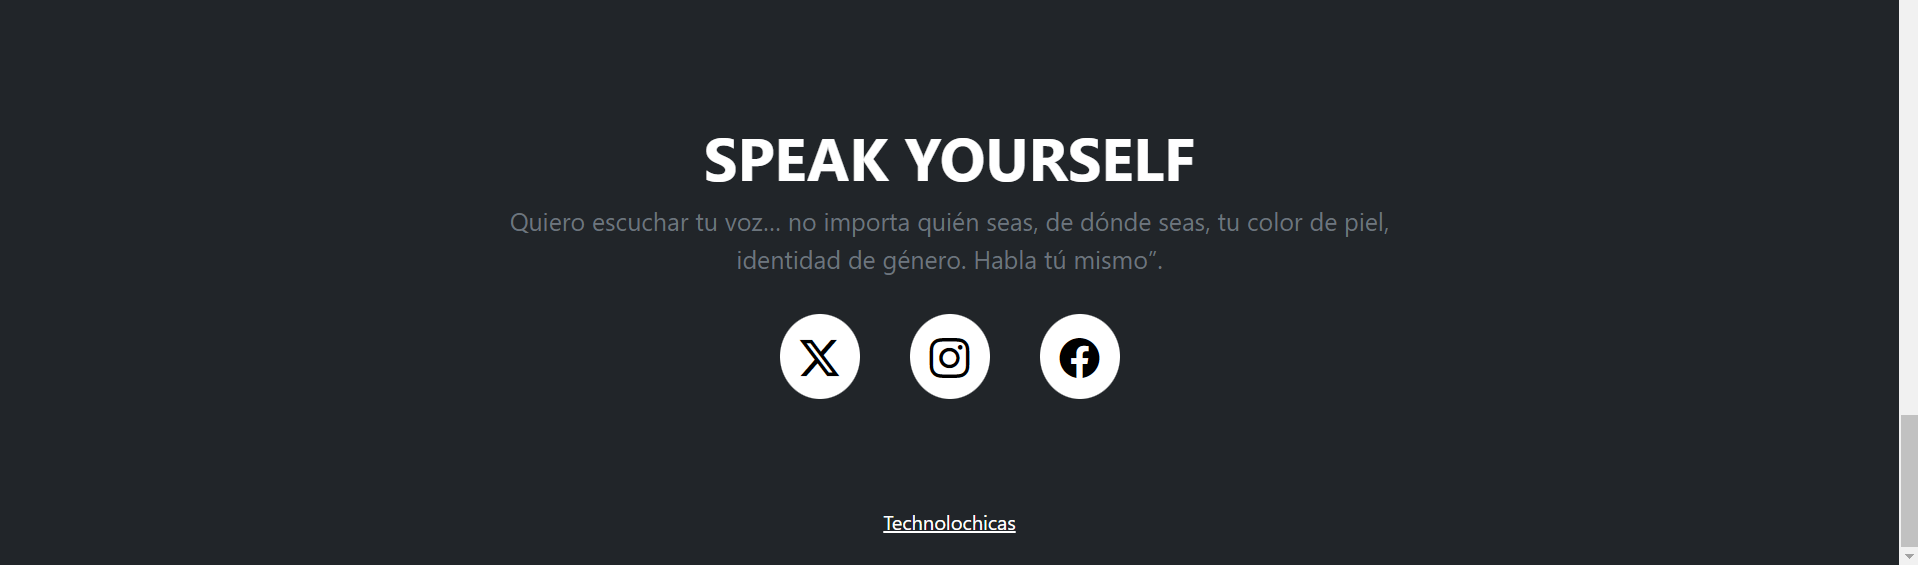 SPEAK YOURSELF
Quiero escuchar tu voz... no importa quién seas, de dónde seas, tu color de piel,
identidad de género. Habla tú mismo”.
Technolochicas